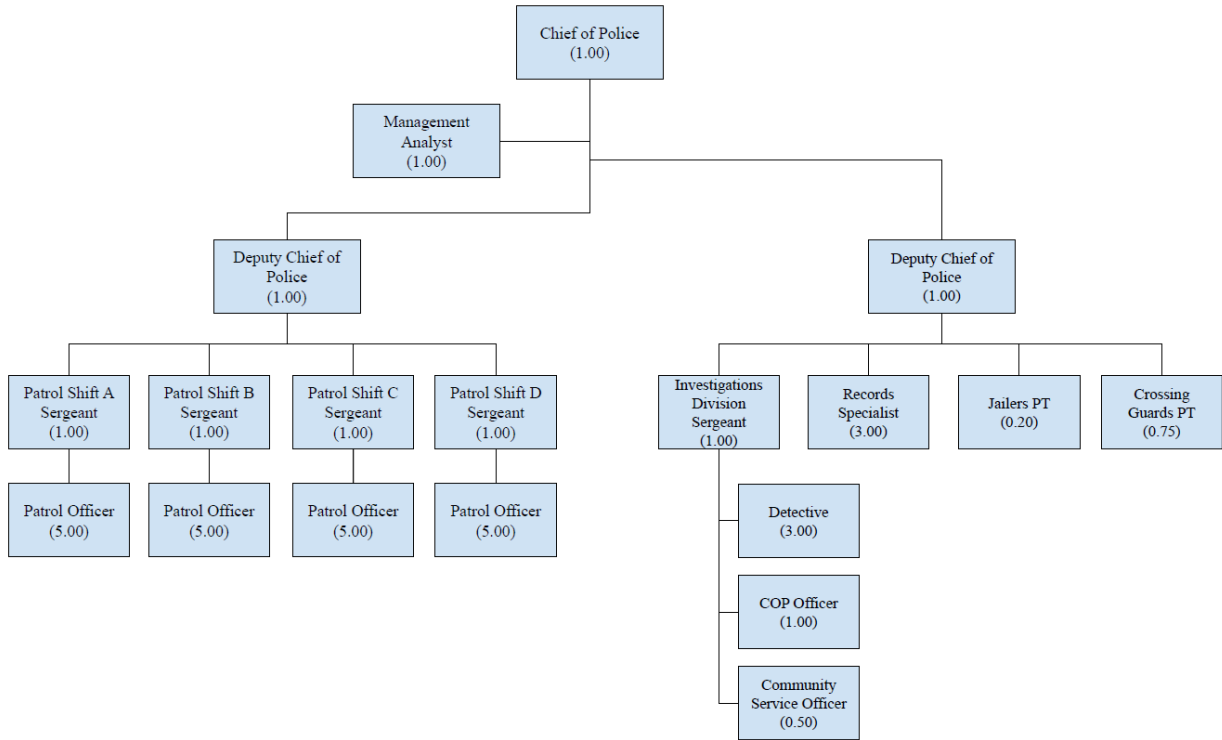 Chief of Police
(1.00)
Management
Analyst
(1.00)
Deputy Chief of
Police
(1.00)
Deputy Chief of
Police
(1.00)
Patrol Shift A
Sergeant
(1.00)
Patrol Shift B
Sergeant
(1.00)
Patrol Shift C
Sergeant
(1.00)
Patrol Shift D
Sergeant
(1.00)
Investigations
Division
Sergeant
(1.00)
Records
Specialist
(3.00)
Jailers PT
(0.20)
Crossing
Guards PT
(0.75)
Patrol Officer
(5.00)
Patrol Officer
(5.00)
Patrol Officer
(5.00)
Patrol Officer
(5.00)
Detective
(3.00)
COP Officer
(1.00)
Community
Service Officer
(0.50)